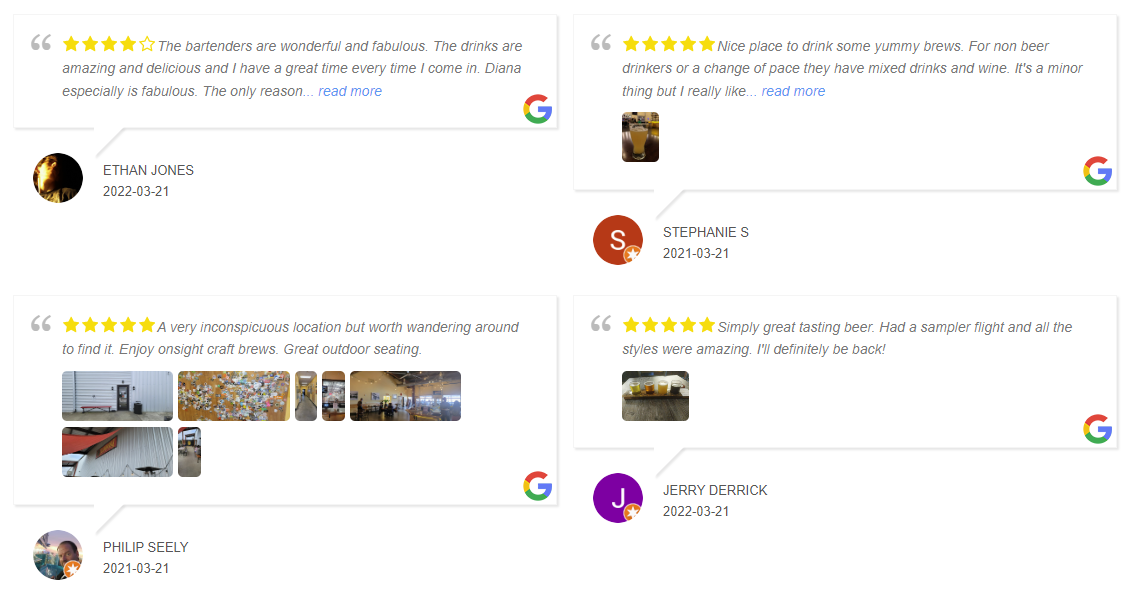 The bartenders are wonderful and fabulous. The drinks are
amazing and delicious and I have a great time every time I come in. Diana
especially is fabulous. The only reason... read more
ETHAN JONES
2022-03-21
Nice place to drink some yummy brews. For non beer
drinkers or a change of pace they have mixed drinks and wine. It's a minor
thing but I really like... read more
S
STEPHANIE S
2021-03-21
A very inconspicuous location but worth wandering around
to find it. Enjoy onsight craft brews. Great outdoor seating.
PHILIP SEELY
2021-03-21
Simply great tasting beer. Had a sampler flight and all the
styles were amazing. I'll definitely be back!
J
JERRY DERRICK
2022-03-21